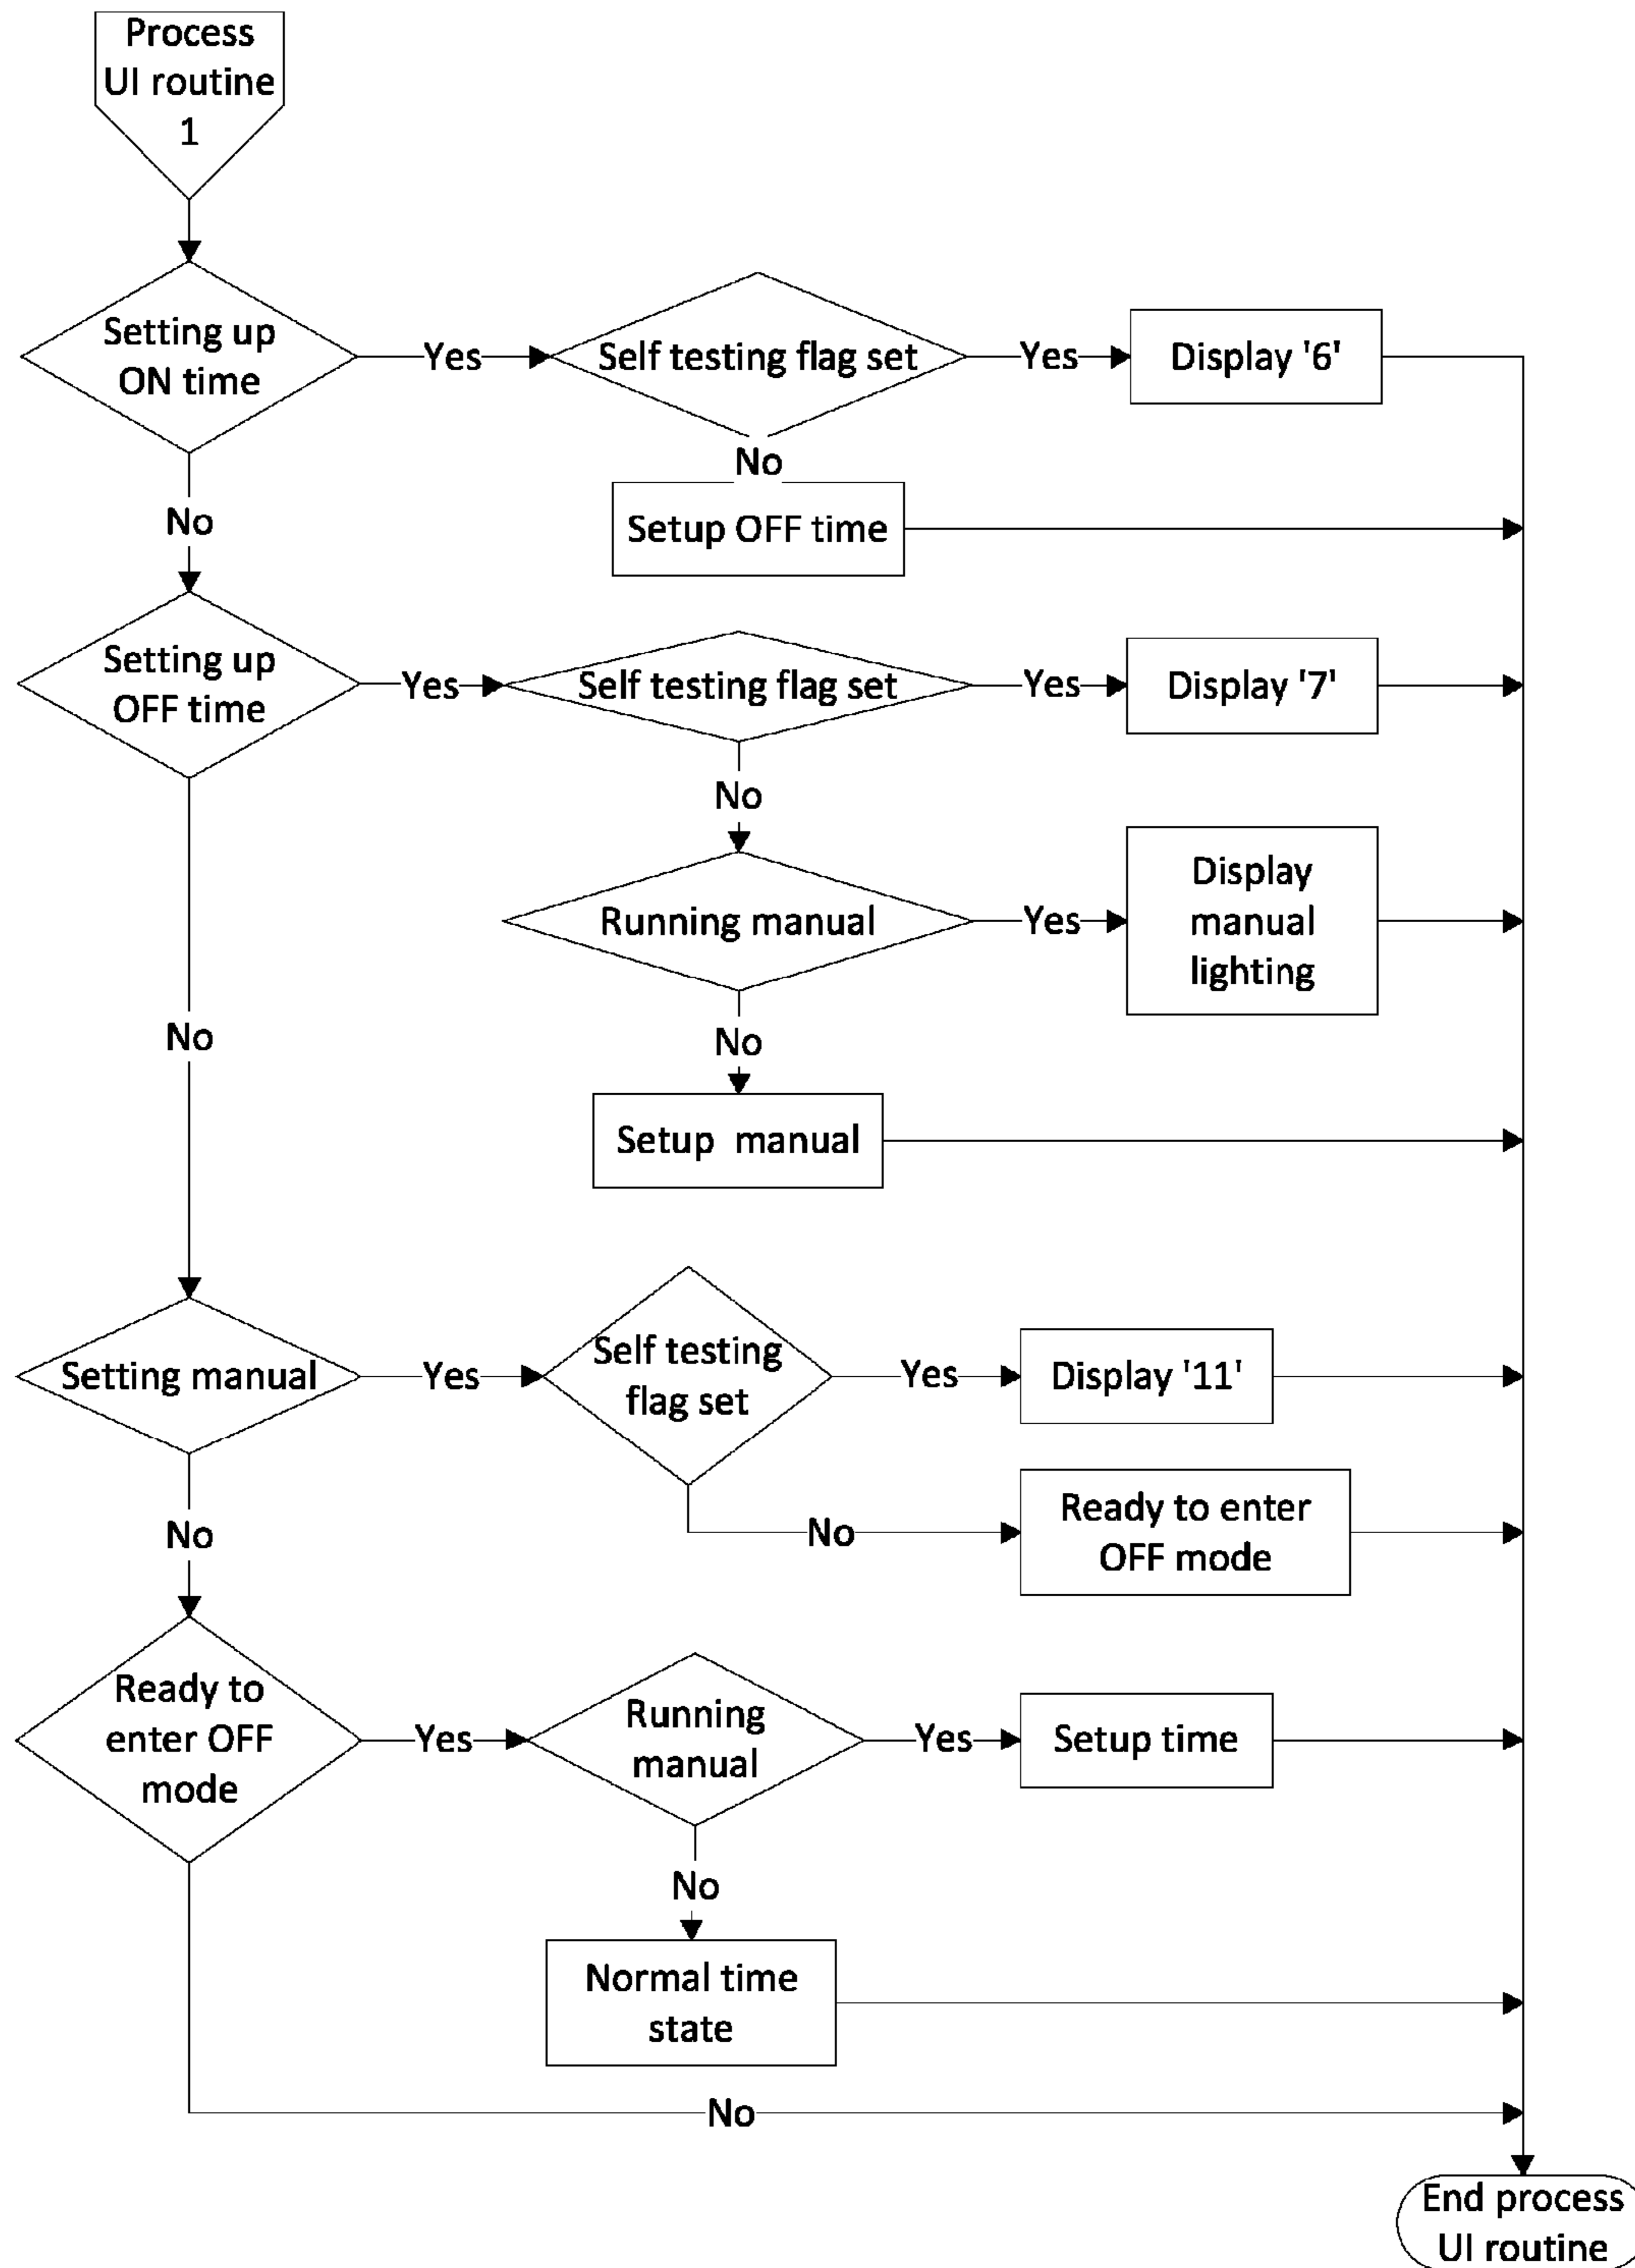 Process
UI routine
1
Setting up
ON time
Yes
Self testing flag set
Yes
Display '6'
No
Setup OFF time
No
Setting up
OFF time
Yes
Self testing flag set
Yes
Display '7'
No
Running manual
Yes
Display
manual
lighting
No
No
Setup  manual
Setting manual
Yes
Self testing
flag set
Yes
Display '11'
No
Ready to enter
OFF mode
No
Ready to
enter OFF
mode
Yes
Running
manual
Yes
Setup time
No
Normal time
state
No
End process
UI routine